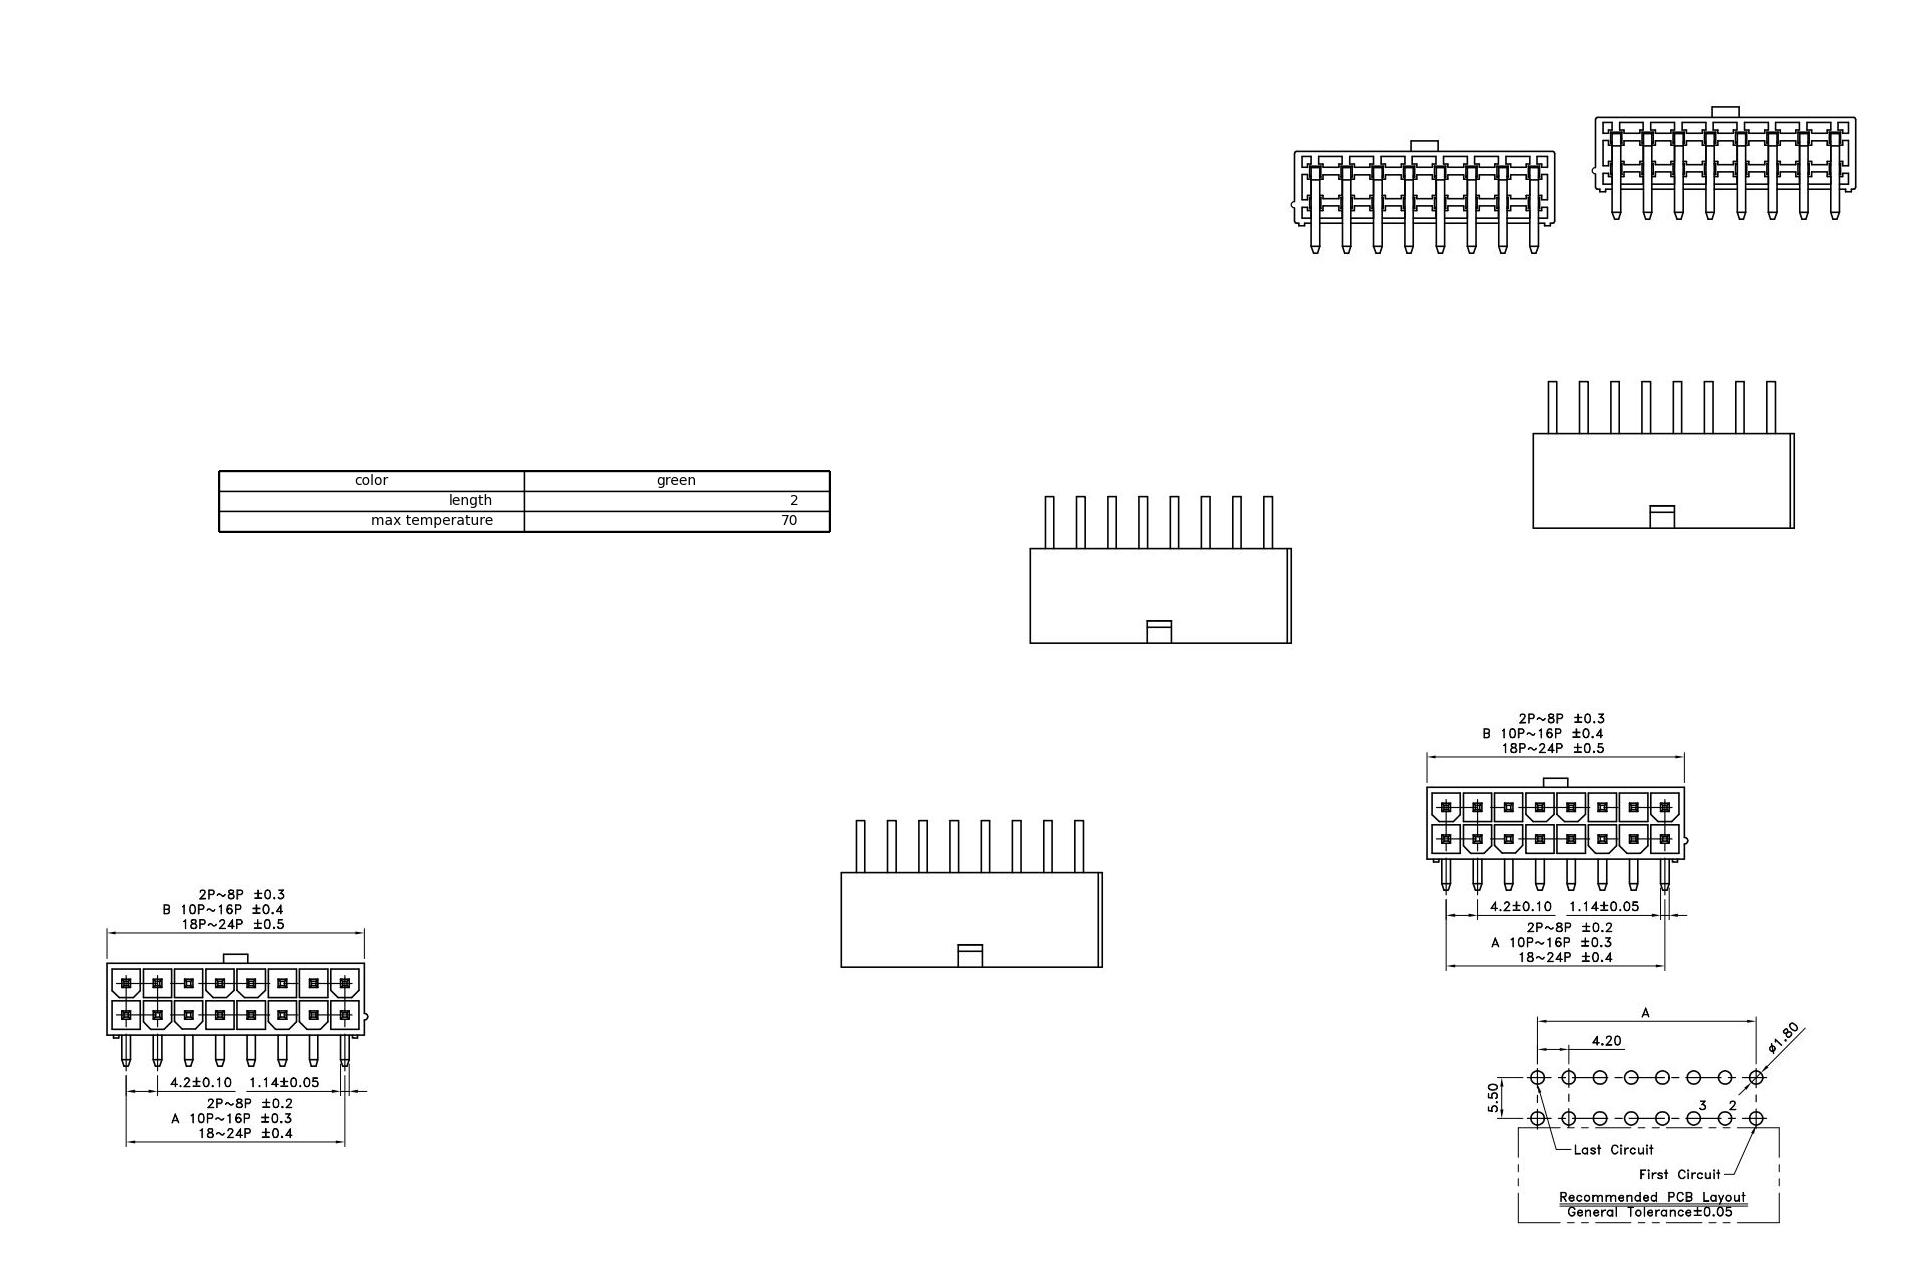 color green
length 2
max temperature 70
2P~8P ±0.3
B 10P~16P ±0.4
18P~24P ±0.5
4.2±0.10 1.14±0.05
2P~8P ±0.2
A 10P~16P ±0.3
18~24P ±0.4
2P~8P ±0.3
B 10P~16P ±0.4
18P~24P ±0.5
4.2±0.10 1.14±0.05
2P~8P ±0.2
A 10P~16P ±0.3
18~24P ±0.4
A
4.20
ø1.80
5.50
3 2
Last Circuit
First Circuit
Recommended PCB Layout
General Tolerance±0.05